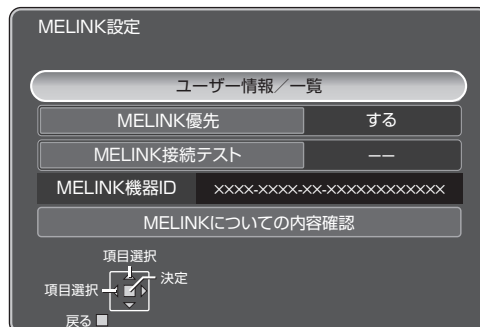 MELINK設定
ユーザー情報／一覧
MELINK優先 する
MELINK接続テスト −−
MELINK機器ID xxxx-xxxx-xx-xxxxxxxxxxxx
MELINKについての内容確認
項目選択
項目選択 決定
戻る